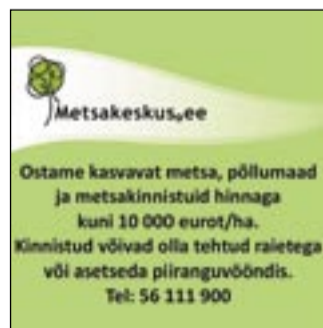 Metsakeskus.ee
Ostame kasvavat metsa, põllumaad
ja metsakinnistuid hinnaga
kuni 10 000 eurot/ha.
Kinnistud võivad olla tehtud raietega
või asetseda piiranguvööndis.
Tel: 56 111 900